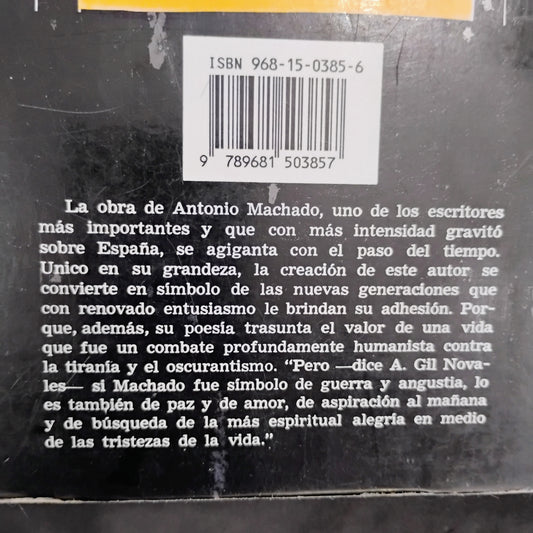 ISBN 968-15-0385-6
9 789681 503857
La obra de Antonio Machado, uno de los escritores
más importantes y que con más intensidad gravitó
sobre España, se agiganta con el paso del tiempo.
Unico en su grandeza, la creación de este autor se
convierte en símbolo de las nuevas generaciones que
con renovado entusiasmo le brindan su adhesión. Por-
que, además, su poesía trasunta el valor de una vida
que fue un combate profundamente humanista contra
la tiranía y el oscurantismo. "Pero —dice A. Gil Nova-
les— si Machado fue símbolo de guerra y angustia, lo
es también de paz y de amor, de aspiración al mañana
y de búsqueda de la más espiritual alegría en medio
de las tristezas de la vida."